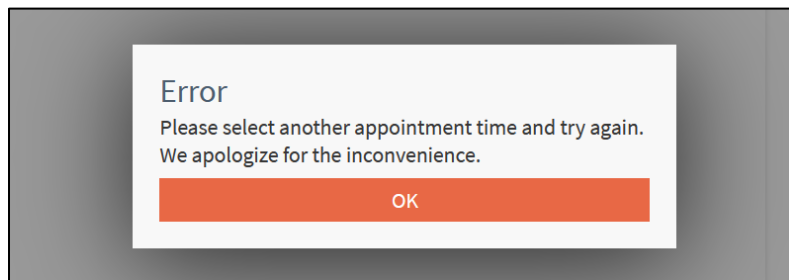 Error
Please select another appointment time and try again.
We apologize for the inconvenience.
OK